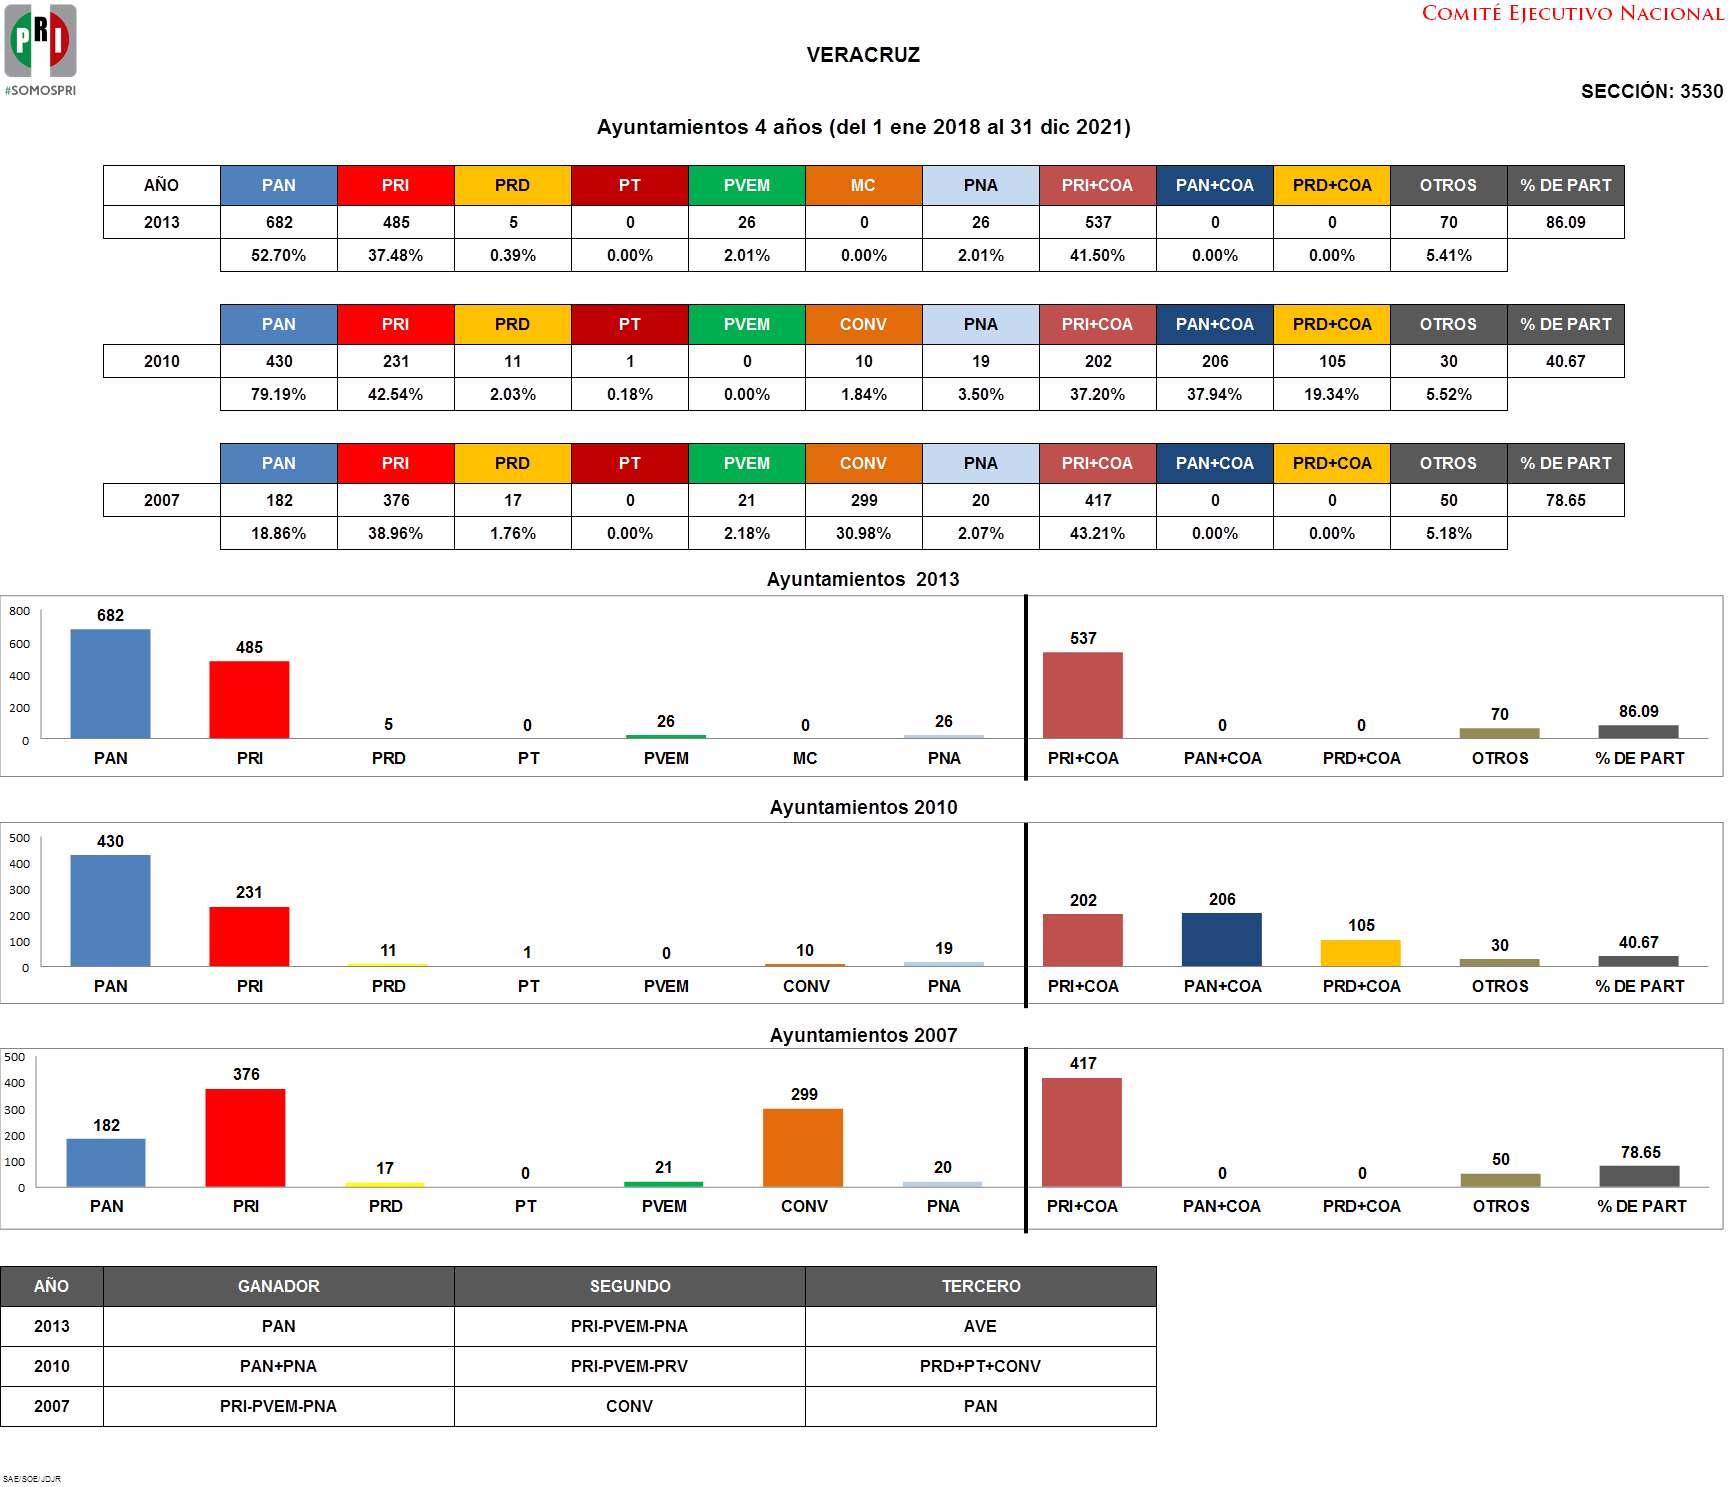 PRI
#SOMOSPRI
COMITÉ EJECUTIVO NACIONAL
VERACRUZ
SECCIÓN: 3530
Ayuntamientos 4 años (del 1 ene 2018 al 31 dic 2021)
AÑO PAN PRI PRD PT PVEM MC PNA PRI+COA PAN+COA PRD+COA OTROS % DE PART
2013 682 485 5 0 26 0 26 537 0 0 70 86.09
52.70% 37.48% 0.39% 0.00% 2.01% 0.00% 2.01% 41.50% 0.00% 0.00% 5.41%
PAN PRI PRD PT PVEM CONV PNA PRI+COA PAN+COA PRD+COA OTROS % DE PART
2010 430 231 11 1 0 10 19 202 206 105 30 40.67
79.19% 42.54% 2.03% 0.18% 0.00% 1.84% 3.50% 37.20% 37.94% 19.34% 5.52%
PAN PRI PRD PT PVEM CONV PNA PRI+COA PAN+COA PRD+COA OTROS % DE PART
2007 182 376 17 0 21 299 20 417 0 0 50 78.65
18.86% 38.96% 1.76% 0.00% 2.18% 30.98% 2.07% 43.21% 0.00% 0.00% 5.18%
Ayuntamientos 2013
800
600
400
200
0
682 485 5 0 26 0 26 537 0 0 70 86.09
PAN PRI PRD PT PVEM MC PNA PRI+COA PAN+COA PRD+COA OTROS % DE PART
Ayuntamientos 2010
500
400
300
200
100
0
430 231 11 1 0 10 19 202 206 105 30 40.67
PAN PRI PRD PT PVEM CONV PNA PRI+COA PAN+COA PRD+COA OTROS % DE PART
Ayuntamientos 2007
500
400
300
200
100
0
182 376 17 0 21 299 20 417 0 0 50 78.65
PAN PRI PRD PT PVEM CONV PNA PRI+COA PAN+COA PRD+COA OTROS % DE PART
AÑO GANADOR SEGUNDO TERCERO
2013 PAN PRI-PVEM-PNA AVE
2010 PAN+PNA PRI-PVEM-PRV PRD+PT+CONV
2007 PRI-PVEM-PNA CONV PAN
SAE/SOE/JDJR